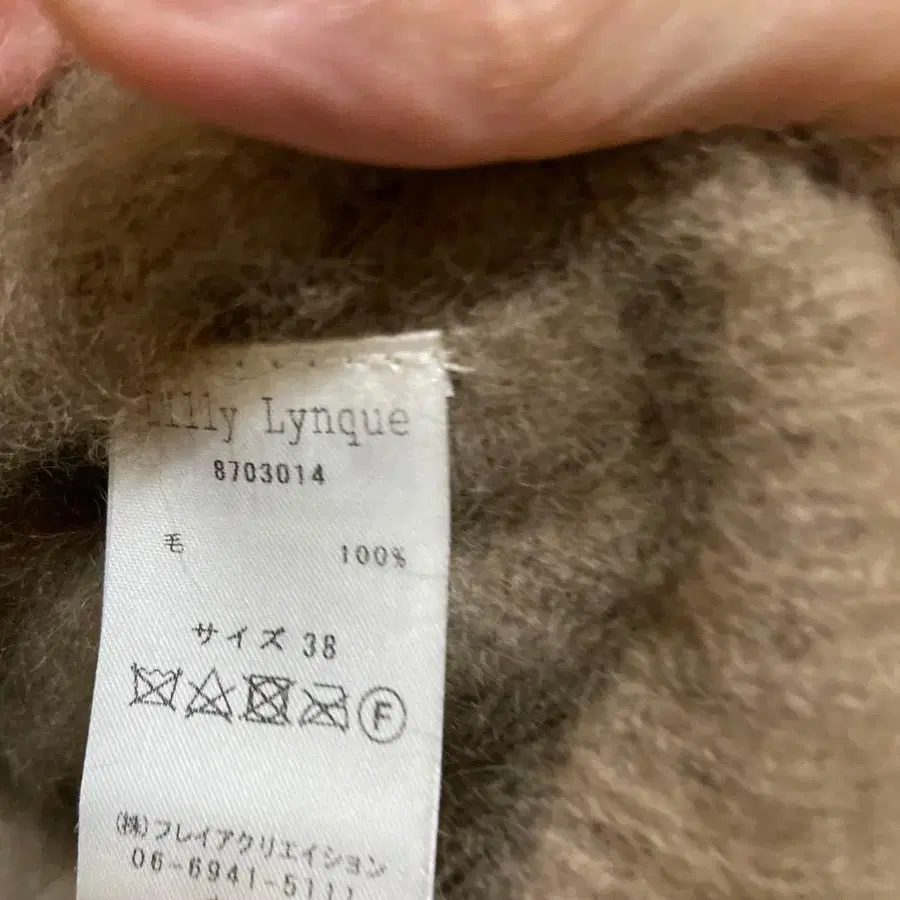 Lilly Lynque
8703014
毛 100%
サイズ 38
F
(株)フレイアクリエイション
06-6941-5111